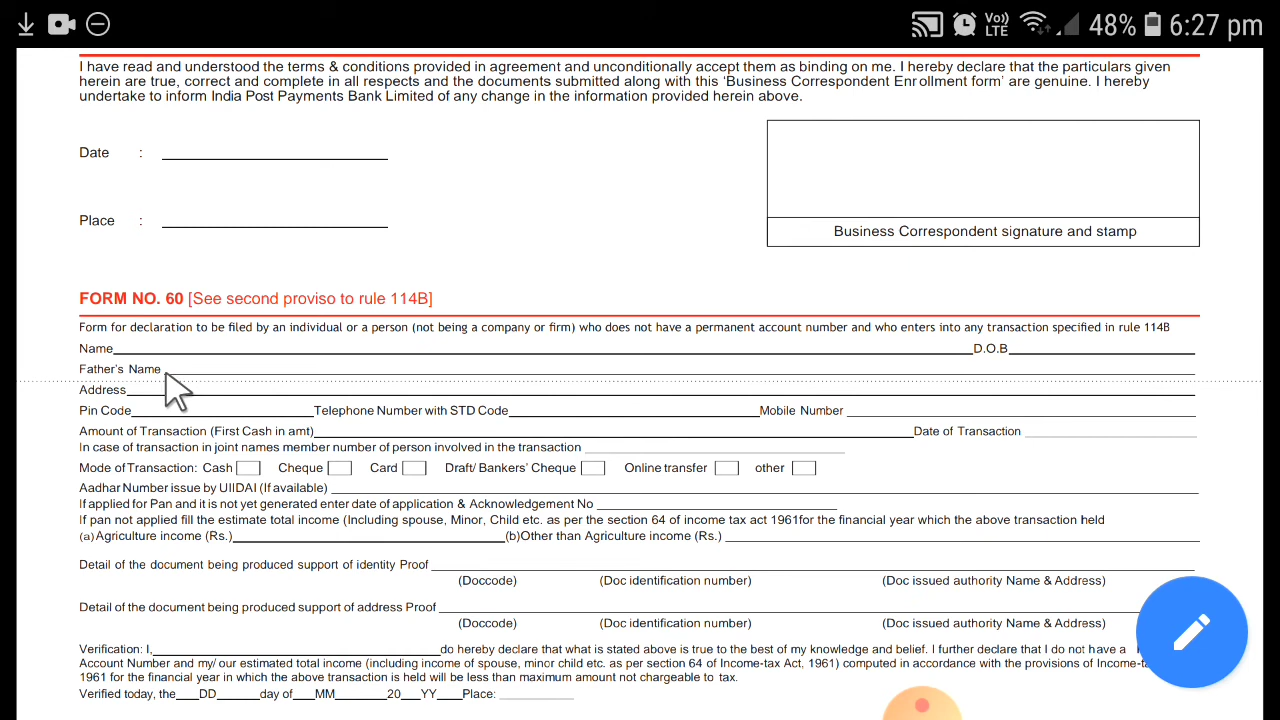 Vo)) LTE 48% 6:27 pm
I have read and understood the terms & conditions provided in agreement and unconditionally accept them as binding on me. I hereby declare that the particulars given
herein are true, correct and complete in all respects and the documents submitted along with this ‘Business Correspondent Enrollment form’ are genuine. I hereby
undertake to inform India Post Payments Bank Limited of any change in the information provided herein above.
Date :
Place :
Business Correspondent signature and stamp
FORM NO. 60 [See second proviso to rule 114B]
Form for declaration to be filed by an individual or a person (not being a company or firm) who does not have a permanent account number and who enters into any transaction specified in rule 114B
Name D.O.B
Father’s Name
Address
Pin Code Telephone Number with STD Code Mobile Number
Amount of Transaction (First Cash in amt) Date of Transaction
In case of transaction in joint names member number of person involved in the transaction
Mode of Transaction: Cash Cheque Card Draft/ Bankers’ Cheque Online transfer other
Aadhar Number issue by UIIDAI (If available)
If applied for Pan and it is not yet generated enter date of application & Acknowledgement No
If pan not applied fill the estimate total income (Including spouse, Minor, Child etc. as per the section 64 of income tax act 1961for the financial year which the above transaction held
(a)Agriculture income (Rs.) (b)Other than Agriculture income (Rs.)
Detail of the document being produced support of identity Proof
(Doccode) (Doc identification number) (Doc issued authority Name & Address)
Detail of the document being produced support of address Proof
(Doccode) (Doc identification number) (Doc issued authority Name & Address)
Verification: I, do hereby declare that what is stated above is true to the best of my knowledge and belief. I further declare that I do not have a
Account Number and my/ our estimated total income (including income of spouse, minor child etc. as per section 64 of Income-tax Act, 1961) computed in accordance with the provisions of Income-
1961 for the financial year in which the above transaction is held will be less than maximum amount not chargeable to tax.
Verified today, the DD day of MM 20 YY Place: